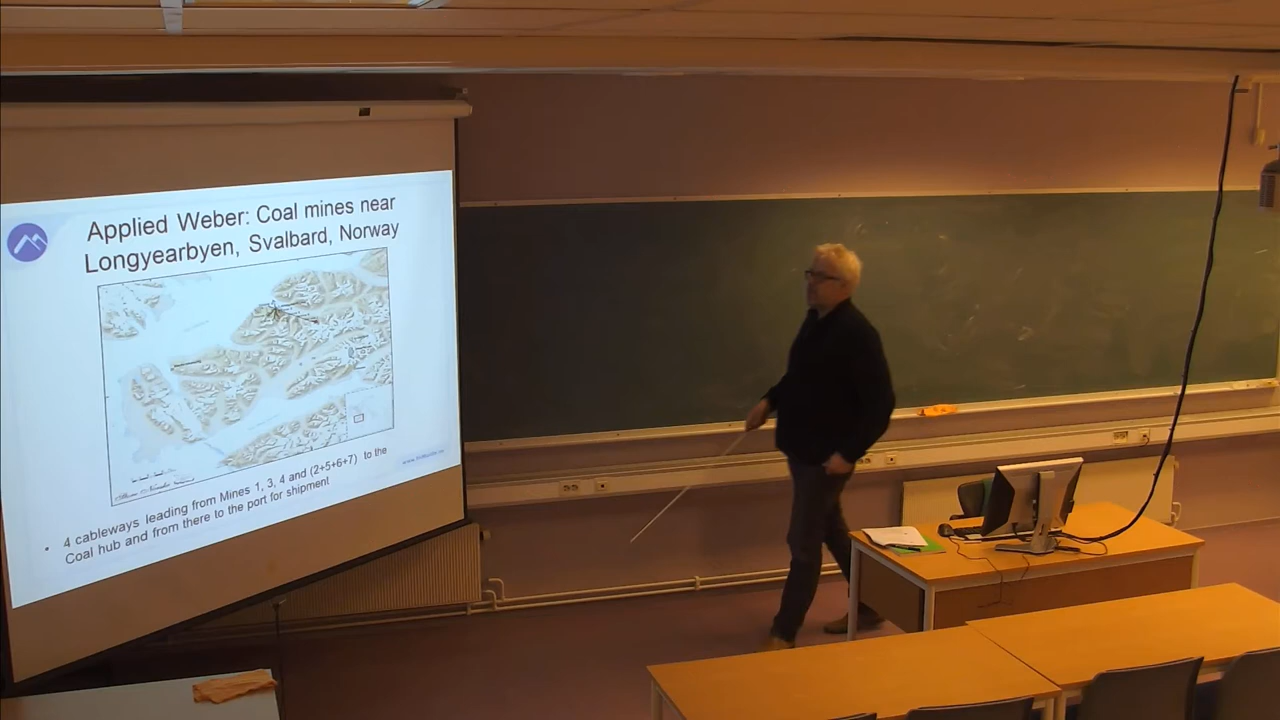 Applied Weber: Coal mines near
Longyearbyen, Svalbard, Norway
• 4 cableways leading from Mines 1, 3, 4 and (2+5+6+7) to the
Coal hub and from there to the port for shipment